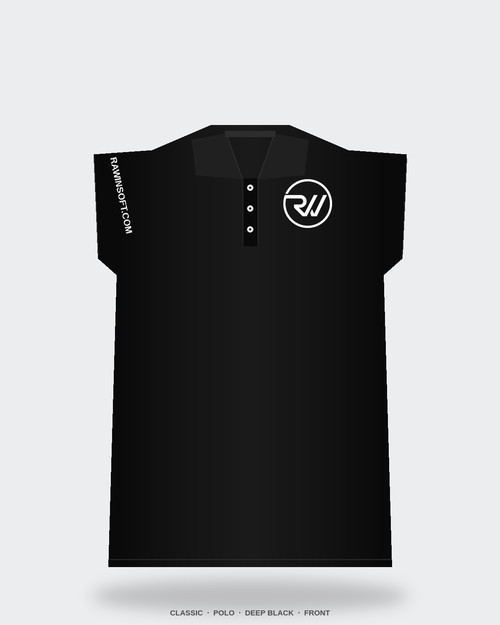 RAWINSOFT.COM
RW
CLASSIC · POLO · DEEP BLACK · FRONT